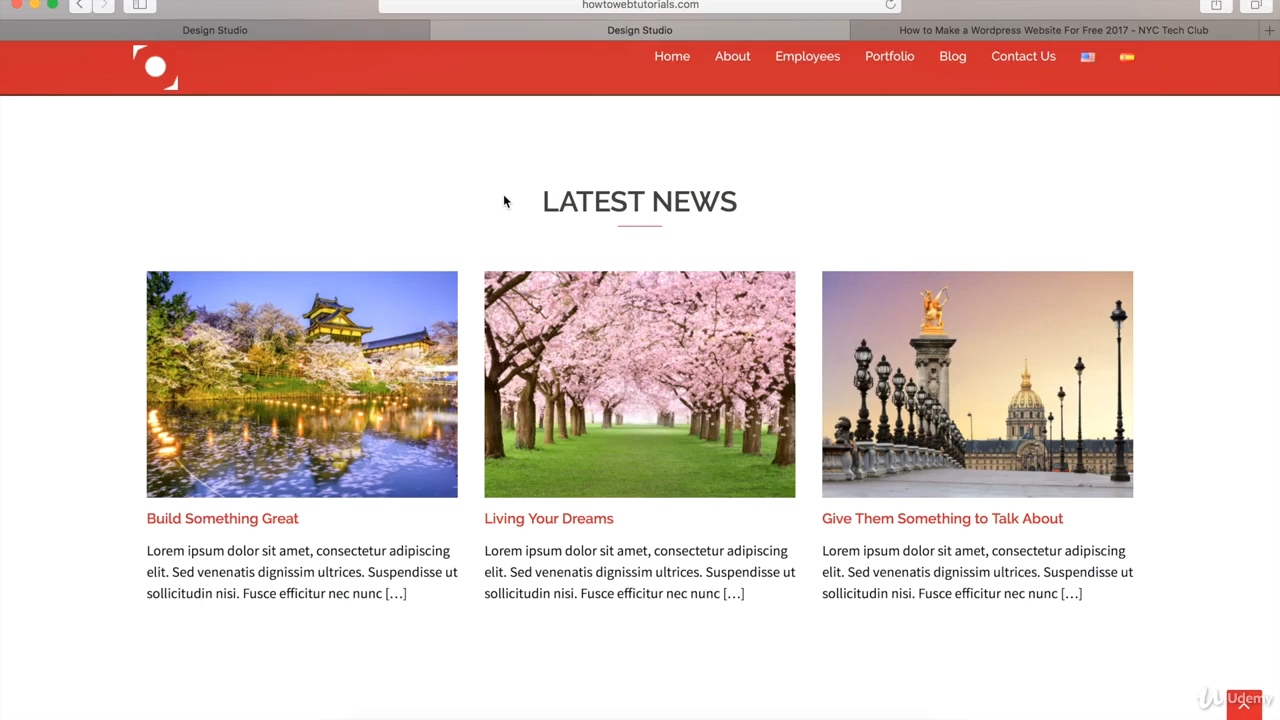 howtowebtutorials.com
Design Studio
Design Studio
How to Make a Wordpress Website For Free 2017 - NYC Tech Club
Home
About
Employees
Portfolio
Blog
Contact Us
LATEST NEWS
Build Something Great
Lorem ipsum dolor sit amet, consectetur adipiscing
elit. Sed venenatis dignissim ultrices. Suspendisse ut
sollicitudin nisi. Fusce efficitur nec nunc […]
Living Your Dreams
Lorem ipsum dolor sit amet, consectetur adipiscing
elit. Sed venenatis dignissim ultrices. Suspendisse ut
sollicitudin nisi. Fusce efficitur nec nunc […]
Give Them Something to Talk About
Lorem ipsum dolor sit amet, consectetur adipiscing
elit. Sed venenatis dignissim ultrices. Suspendisse ut
sollicitudin nisi. Fusce efficitur nec nunc […]
Udemy